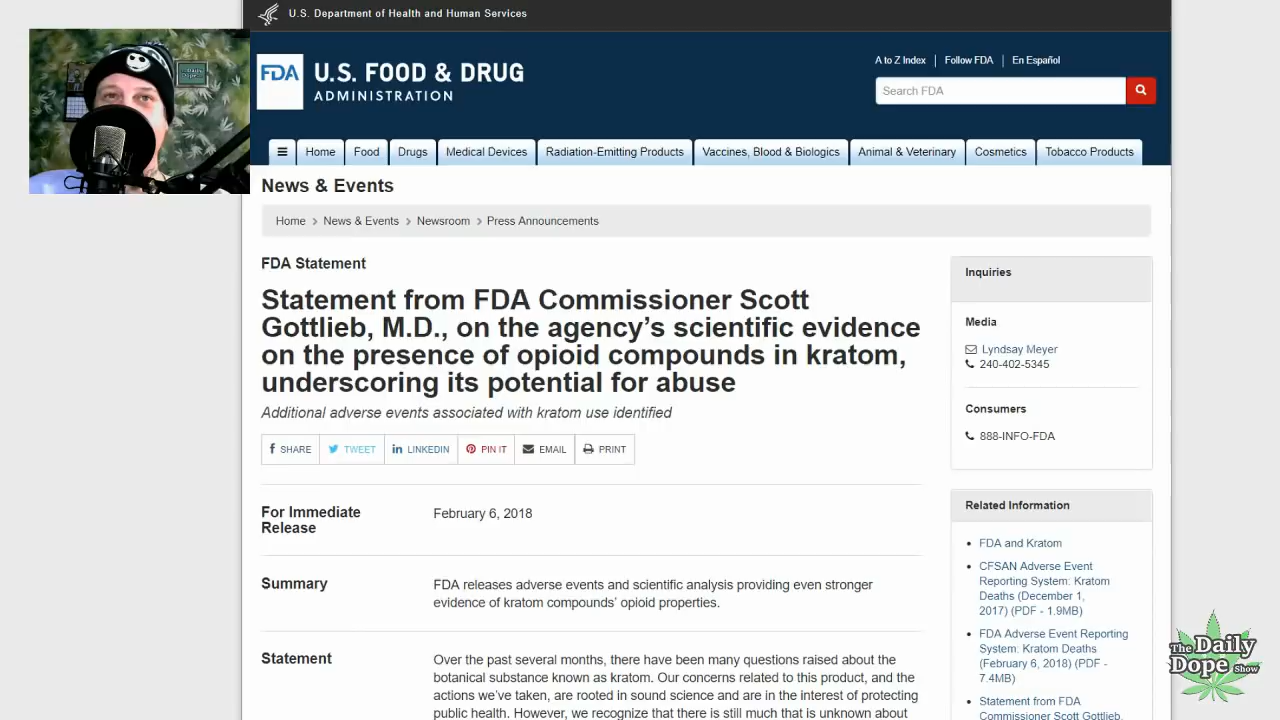 U.S. Department of Health and Human Services
FDA
U.S. FOOD & DRUG
ADMINISTRATION
A to Z Index
Follow FDA
En Español
Search FDA
Home
Food
Drugs
Medical Devices
Radiation-Emitting Products
Vaccines, Blood & Biologics
Animal & Veterinary
Cosmetics
Tobacco Products
News & Events
Home > News & Events > Newsroom > Press Announcements
FDA Statement
Statement from FDA Commissioner Scott
Gottlieb, M.D., on the agency’s scientific evidence
on the presence of opioid compounds in kratom,
underscoring its potential for abuse
Additional adverse events associated with kratom use identified
SHARE
TWEET
LINKEDIN
PIN IT
EMAIL
PRINT
For Immediate
Release
February 6, 2018
Summary
FDA releases adverse events and scientific analysis providing even stronger
evidence of kratom compounds’ opioid properties.
Statement
Over the past several months, there have been many questions raised about the
botanical substance known as kratom. Our concerns related to this product, and the
actions we’ve taken, are rooted in sound science and are in the interest of protecting
public health. However, we recognize that there is still much that is unknown about
Inquiries
Media
Lyndsay Meyer
240-402-5345
Consumers
888-INFO-FDA
Related Information
FDA and Kratom
CFSAN Adverse Event
Reporting System: Kratom
Deaths (December 1,
2017) (PDF - 1.9MB)
FDA Adverse Event Reporting
System: Kratom Deaths
(February 6, 2018) (PDF -
7.4MB)
Statement from FDA
Commissioner Scott Gottlieb,
The Daily
Dope Show